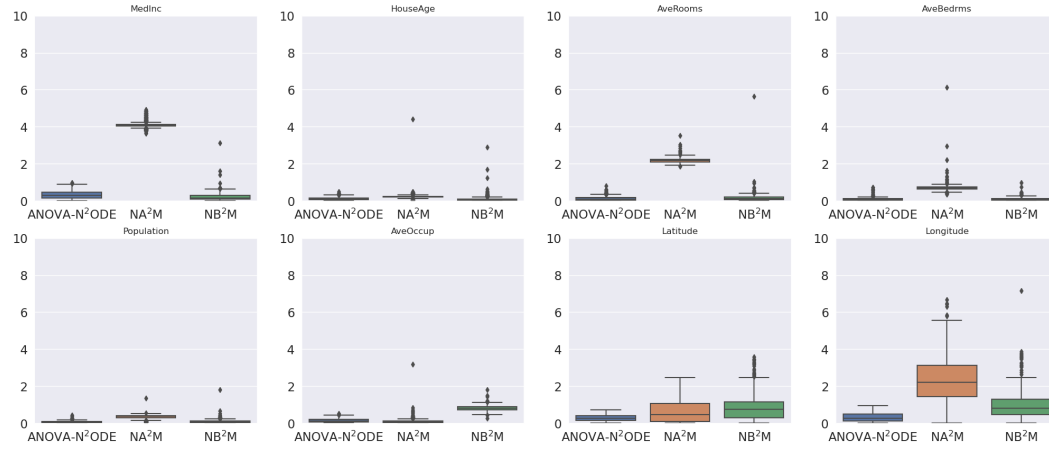 MedInc HouseAge AveRooms AveBedrms
10 10 10 10
8 8 8 8
6 6 6 6
4 4 4 4
2 2 2 2
0 0 0 0
ANOVA-N²ODE NA²M NB²M ANOVA-N²ODE NA²M NB²M ANOVA-N²ODE NA²M NB²M ANOVA-N²ODE NA²M NB²M
Population AveOccup Latitude Longitude
10 10 10 10
8 8 8 8
6 6 6 6
4 4 4 4
2 2 2 2
0 0 0 0
ANOVA-N²ODE NA²M NB²M ANOVA-N²ODE NA²M NB²M ANOVA-N²ODE NA²M NB²M ANOVA-N²ODE NA²M NB²M